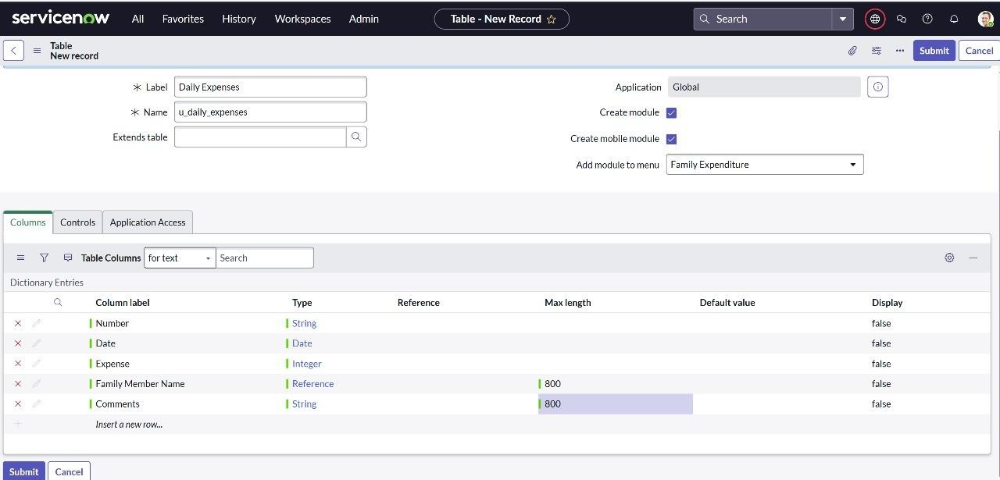 servicenow All Favorites History Workspaces Admin Table - New Record Search
Table
New record
Submit Cancel
Label Daily Expenses Application Global
Name u_daily_expenses Create module
Extends table Create mobile module
Add module to menu Family Expenditure
Columns Controls Application Access
Table Columns for text Search
Dictionary Entries
Column label Type Reference Max length Default value Display
Number String false
Date Date false
Expense Integer false
Family Member Name Reference 800 false
Comments String 800 false
Insert a new row...
Submit Cancel